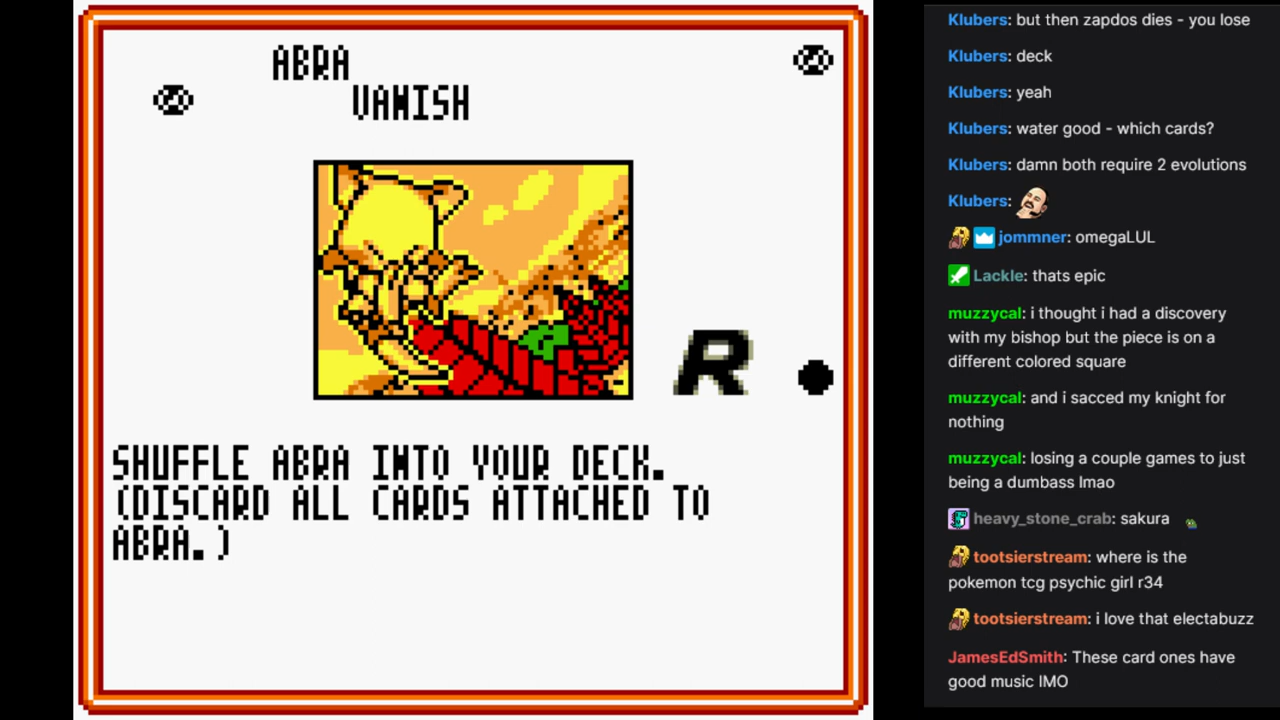 ABRA
VANISH
R
SHUFFLE ABRA INTO YOUR DECK.
(DISCARD ALL CARDS ATTACHED TO
ABRA.)
Klubers: but then zapdos dies - you lose
Klubers: deck
Klubers: yeah
Klubers: water good - which cards?
Klubers: damn both require 2 evolutions
Klubers:
jommner: omegaLUL
Lackle: thats epic
muzzycal: i thought i had a discovery
with my bishop but the piece is on a
different colored square
muzzycal: and i sacced my knight for
nothing
muzzycal: losing a couple games to just
being a dumbass lmao
heavy_stone_crab: sakura
tootsierstream: where is the
pokemon tcg psychic girl r34
tootsierstream: i love that electabuzz
JamesEdSmith: These card ones have
good music IMO